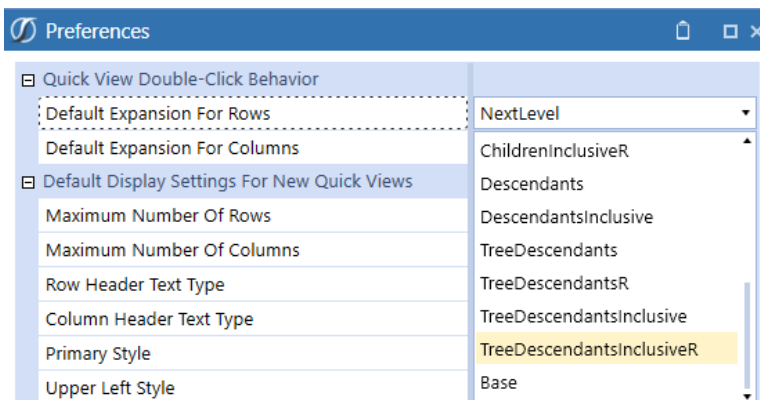 Preferences
Quick View Double-Click Behavior
Default Expansion For Rows NextLevel
Default Expansion For Columns ChildrenInclusiveR
Default Display Settings For New Quick Views Descendants
Maximum Number Of Rows DescendantsInclusive
Maximum Number Of Columns TreeDescendants
Row Header Text Type TreeDescendantsR
Column Header Text Type TreeDescendantsInclusive
Primary Style TreeDescendantsInclusiveR
Upper Left Style Base